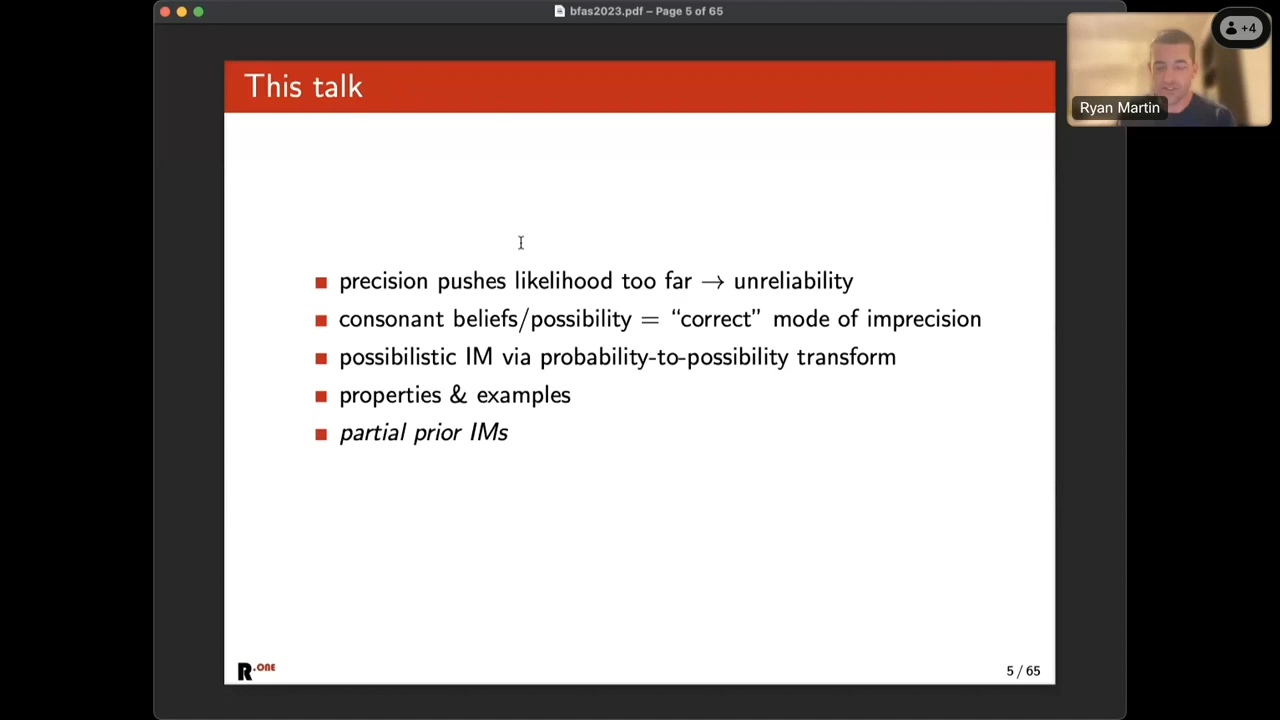 bfas2023.pdf – Page 5 of 65
+4
Ryan Martin
This talk
precision pushes likelihood too far → unreliability
consonant beliefs/possibility = “correct” mode of imprecision
possibilistic IM via probability-to-possibility transform
properties & examples
partial prior IMs
R.ONE
5 / 65